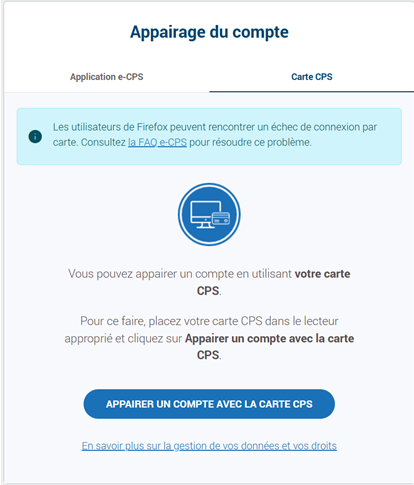 Appairage du compte
Application e-CPS
Carte CPS
Les utilisateurs de Firefox peuvent rencontrer un échec de connexion par
carte. Consultez la FAQ e-CPS pour résoudre ce problème.
Vous pouvez appairer un compte en utilisant votre carte
CPS.
Pour ce faire, placez votre carte CPS dans le lecteur
approprié et cliquez sur Appairer un compte avec la carte
CPS.
APPAIRER UN COMPTE AVEC LA CARTE CPS
En savoir plus sur la gestion de vos données et vos droits